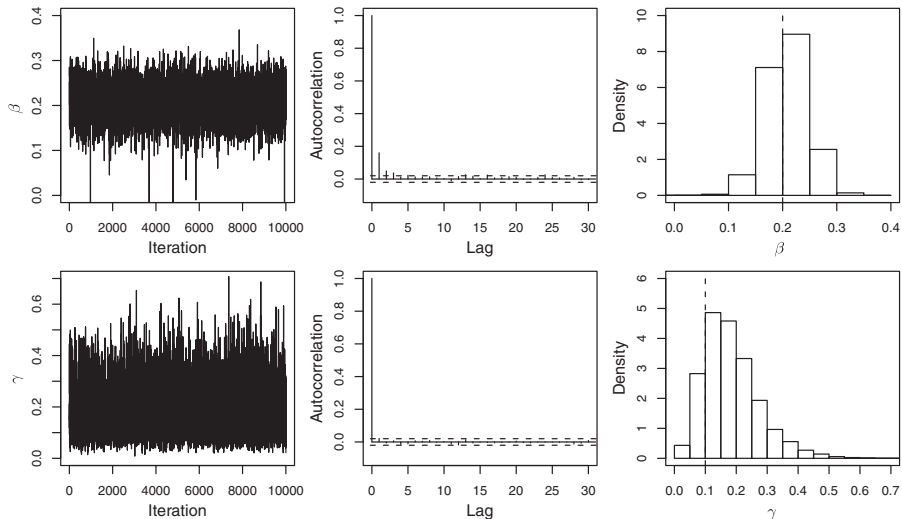 0.0 0.1 0.2 0.3 0.4
β
0 2000 4000 6000 8000 10000
Iteration
0.0 0.2 0.4 0.6 0.8 1.0
Autocorrelation
0 5 10 15 20 25 30
Lag
0 2 4 6 8 10
Density
0.0 0.1 0.2 0.3 0.4
β
0.0 0.2 0.4 0.6
γ
0 2000 4000 6000 8000 10000
Iteration
0.0 0.2 0.4 0.6 0.8 1.0
Autocorrelation
0 5 10 15 20 25 30
Lag
0 1 2 3 4 5 6
Density
0.0 0.1 0.2 0.3 0.4 0.5 0.6 0.7
γ